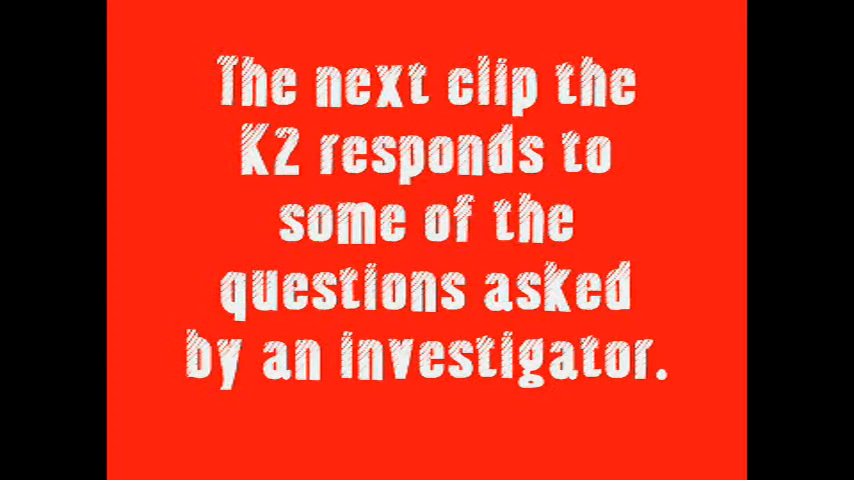 The next clip the
K2 responds to
some of the
questions asked
by an investigator.